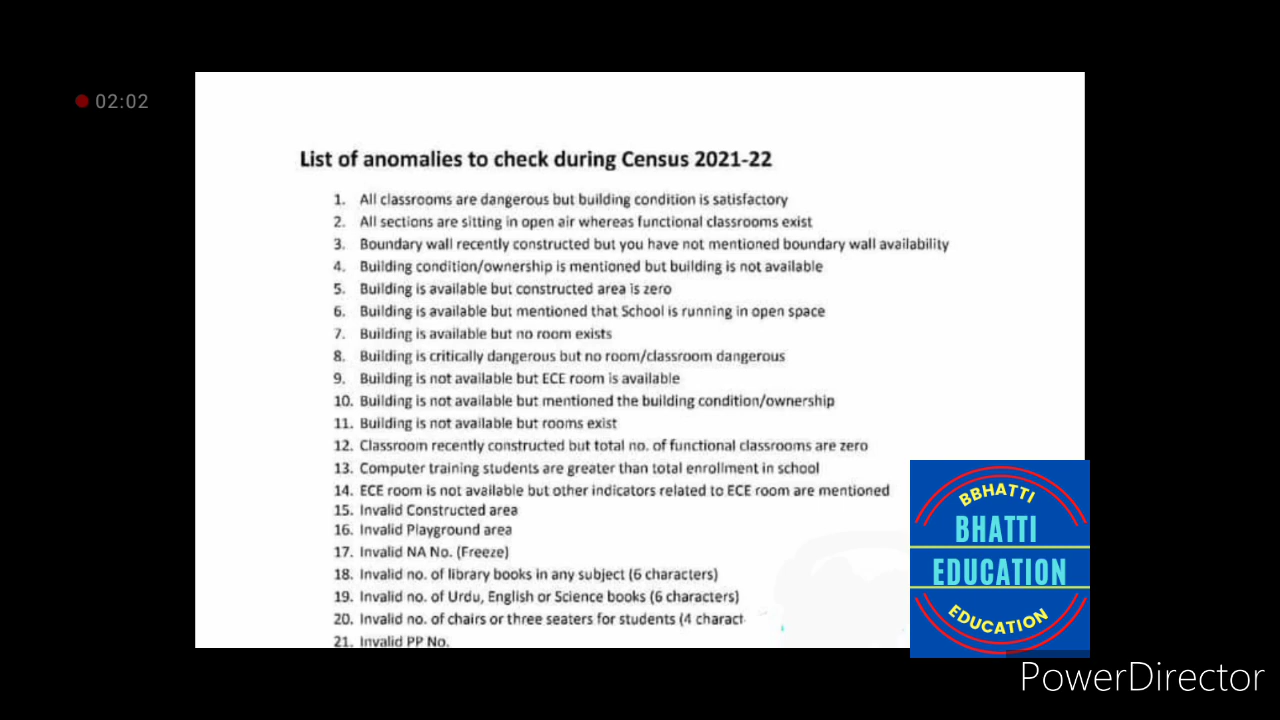 02:02
List of anomalies to check during Census 2021-22
1. All classrooms are dangerous but building condition is satisfactory
2. All sections are sitting in open air whereas functional classrooms exist
3. Boundary wall recently constructed but you have not mentioned boundary wall availability
4. Building condition/ownership is mentioned but building is not available
5. Building is available but constructed area is zero
6. Building is available but mentioned that School is running in open space
7. Building is available but no room exists
8. Building is critically dangerous but no room/classroom dangerous
9. Building is not available but ECE room is available
10. Building is not available but mentioned the building condition/ownership
11. Building is not available but rooms exist
12. Classroom recently constructed but total no. of functional classrooms are zero
13. Computer training students are greater than total enrollment in school
14. ECE room is not available but other indicators related to ECE room are mentioned
15. Invalid Constructed area
16. Invalid Playground area
17. Invalid NA No. (Freeze)
18. Invalid no. of library books in any subject (6 characters)
19. Invalid no. of Urdu, English or Science books (6 characters)
20. Invalid no. of chairs or three seaters for students (4 charact
21. Invalid PP No.
BBHATTI
BHATTI
EDUCATION
EDUCATION
PowerDirector